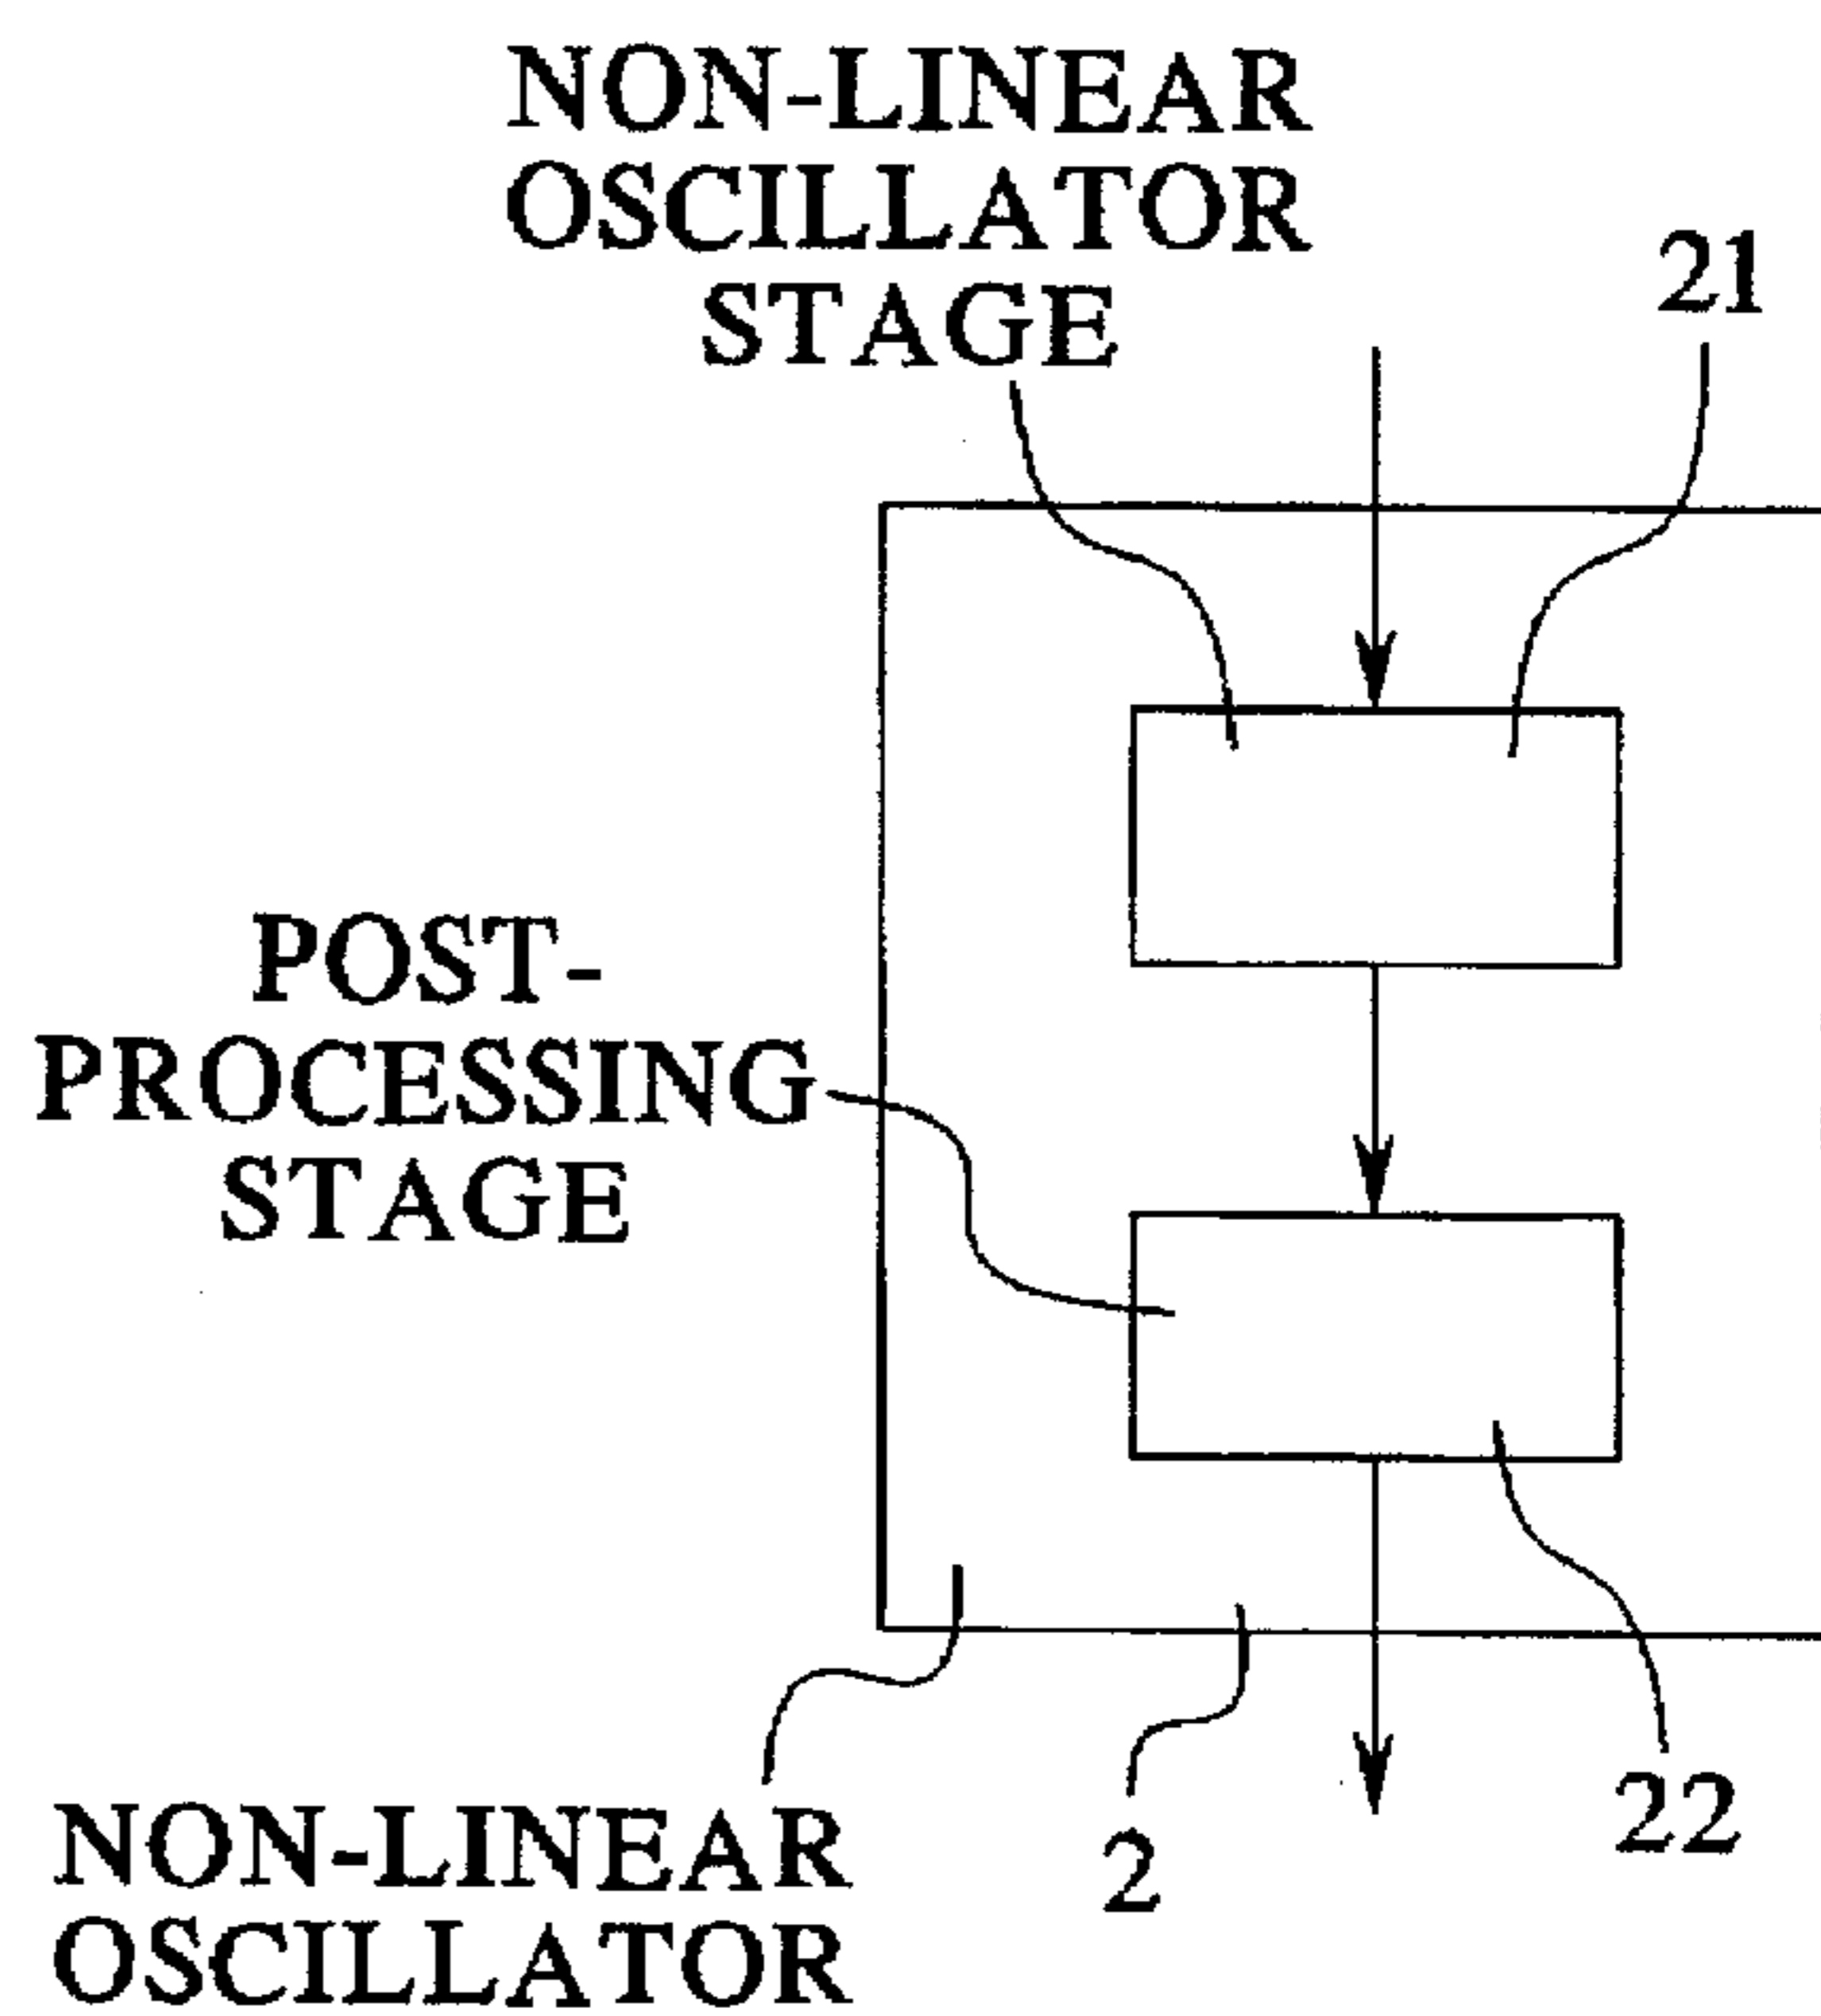 NON-LINEAR
OSCILLATOR
STAGE
21
POST-
PROCESSING
STAGE
22
2
NON-LINEAR
OSCILLATOR